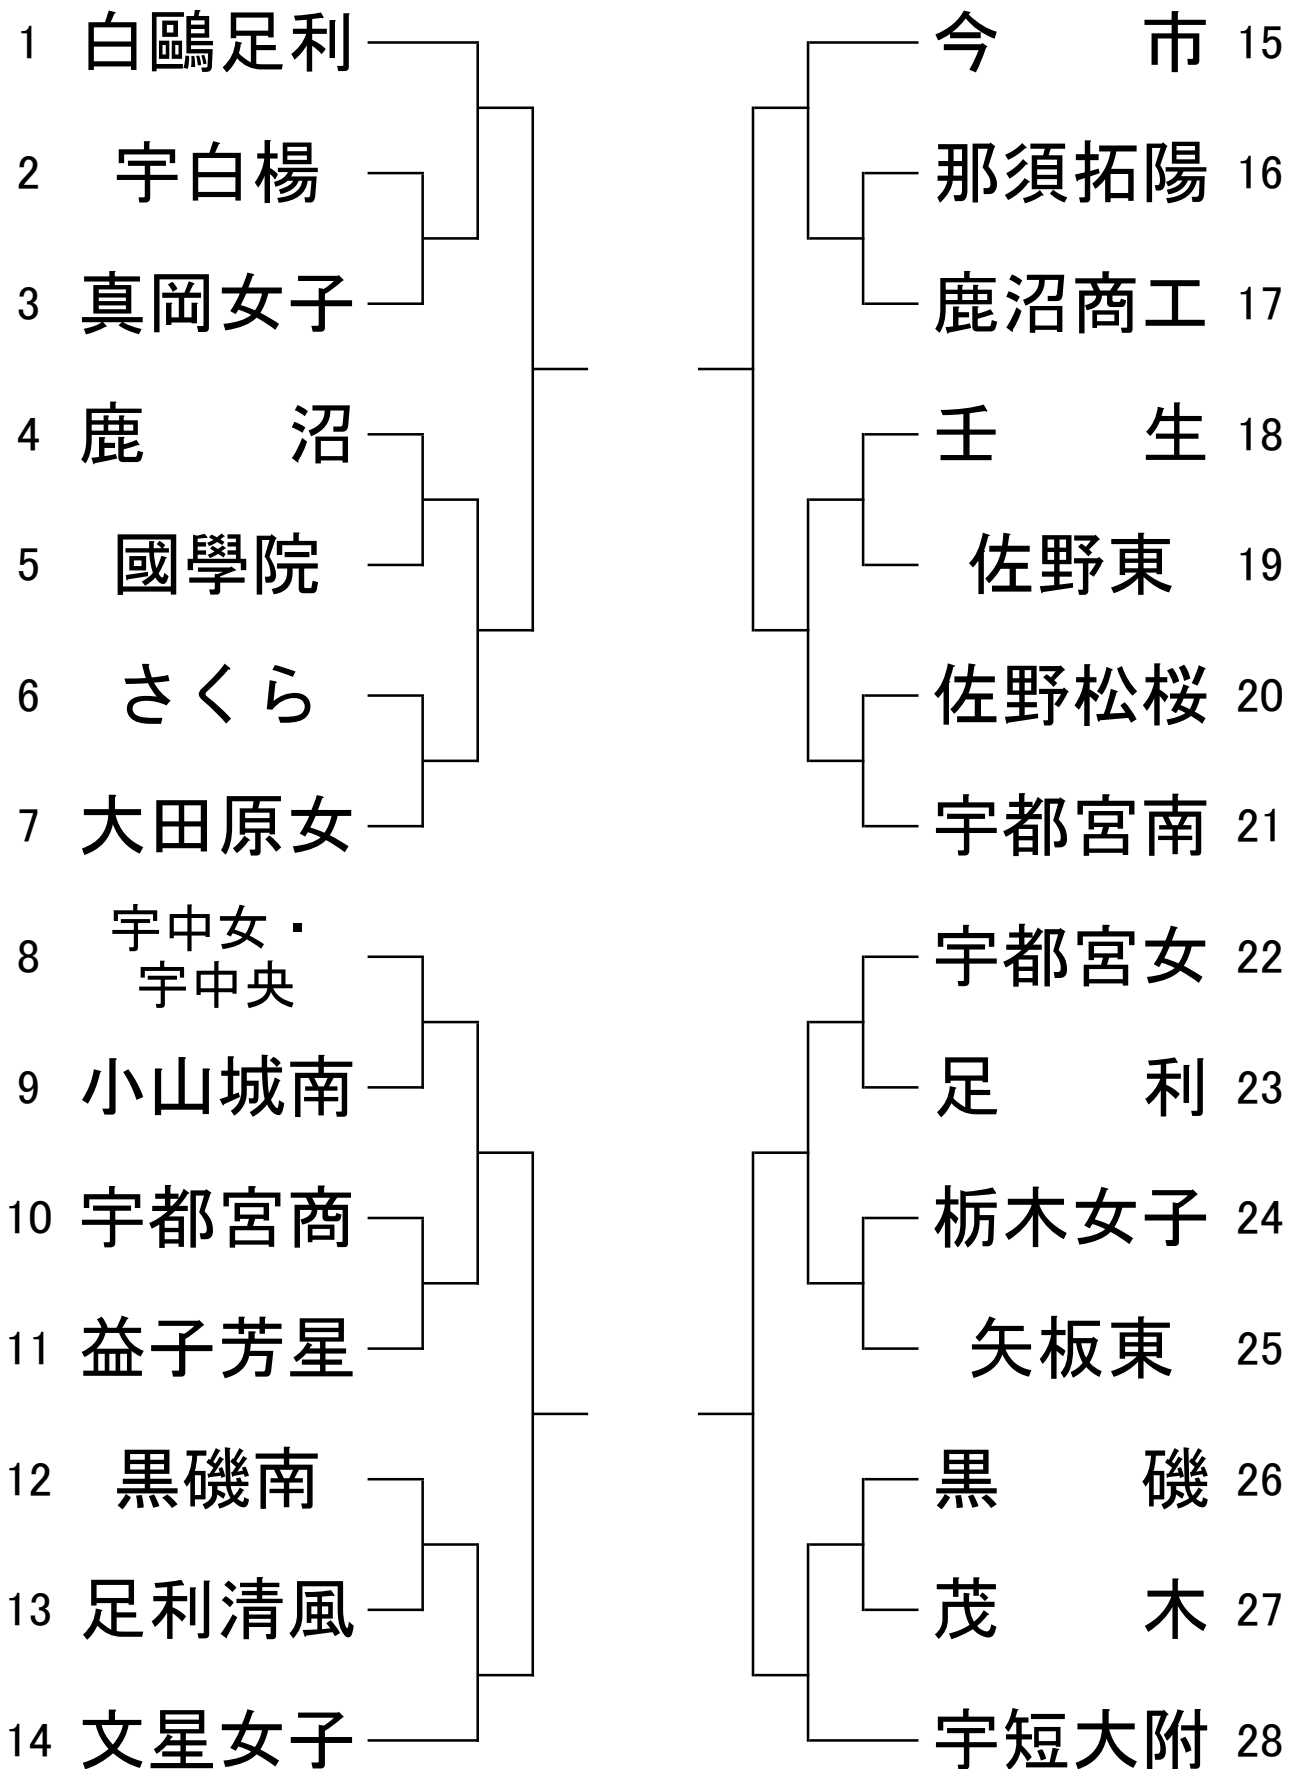 1 白鷗足利
2 宇白楊
3 真岡女子
4 鹿沼
5 國學院
6 さくら
7 大田原女
8 宇中女・
宇中央
9 小山城南
10 宇都宮商
11 益子芳星
12 黒磯南
13 足利清風
14 文星女子
今市 15
那須拓陽 16
鹿沼商工 17
壬生 18
佐野東 19
佐野松桜 20
宇都宮南 21
宇都宮女 22
足利 23
栃木女子 24
矢板東 25
黒磯 26
茂木 27
宇短大附 28